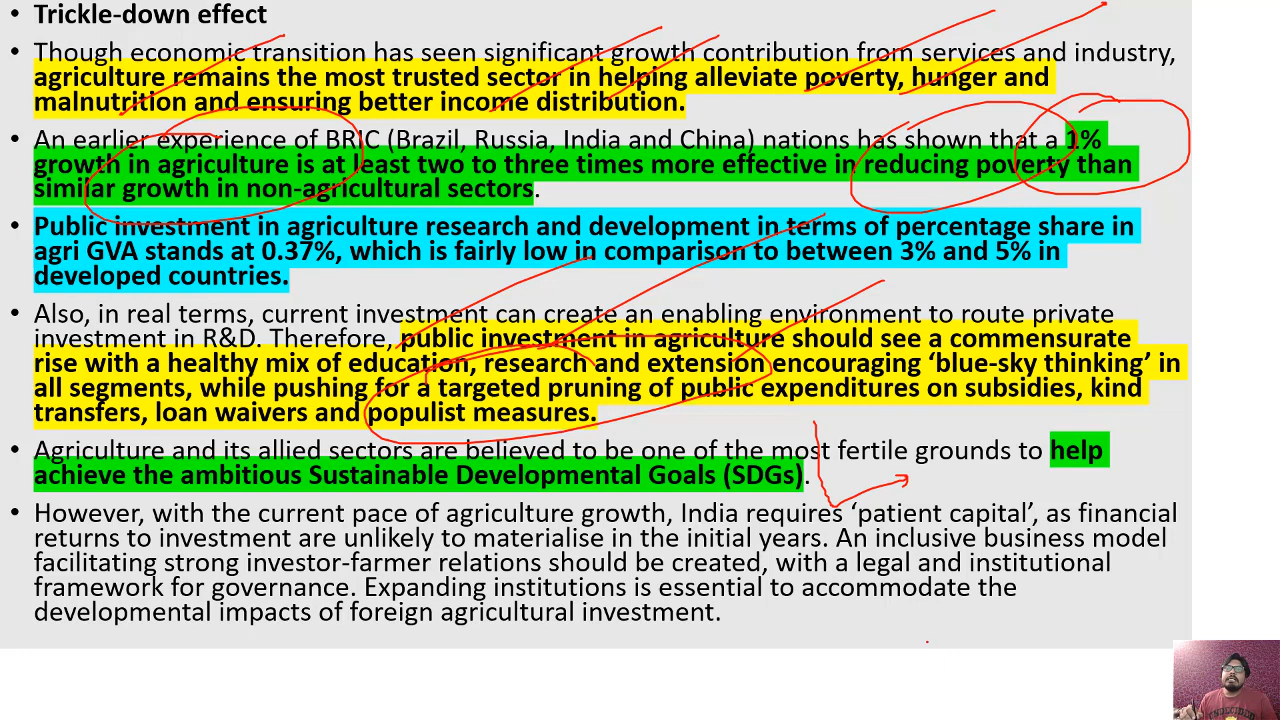 • Trickle-down effect
• Though economic transition has seen significant growth contribution from services and industry,
agriculture remains the most trusted sector in helping alleviate poverty, hunger and
malnutrition and ensuring better income distribution.
• An earlier experience of BRIC (Brazil, Russia, India and China) nations has shown that a 1%
growth in agriculture is at least two to three times more effective in reducing poverty than
similar growth in non-agricultural sectors.
• Public investment in agriculture research and development in terms of percentage share in
agri GVA stands at 0.37%, which is fairly low in comparison to between 3% and 5% in
developed countries.
• Also, in real terms, current investment can create an enabling environment to route private
investment in R&D. Therefore, public investment in agriculture should see a commensurate
rise with a healthy mix of education, research and extension encouraging ‘blue-sky thinking’ in
all segments, while pushing for a targeted pruning of public expenditures on subsidies, kind
transfers, loan waivers and populist measures.
• Agriculture and its allied sectors are believed to be one of the most fertile grounds to help
achieve the ambitious Sustainable Developmental Goals (SDGs).
• However, with the current pace of agriculture growth, India requires ‘patient capital’, as financial
returns to investment are unlikely to materialise in the initial years. An inclusive business model
facilitating strong investor-farmer relations should be created, with a legal and institutional
framework for governance. Expanding institutions is essential to accommodate the
developmental impacts of foreign agricultural investment.